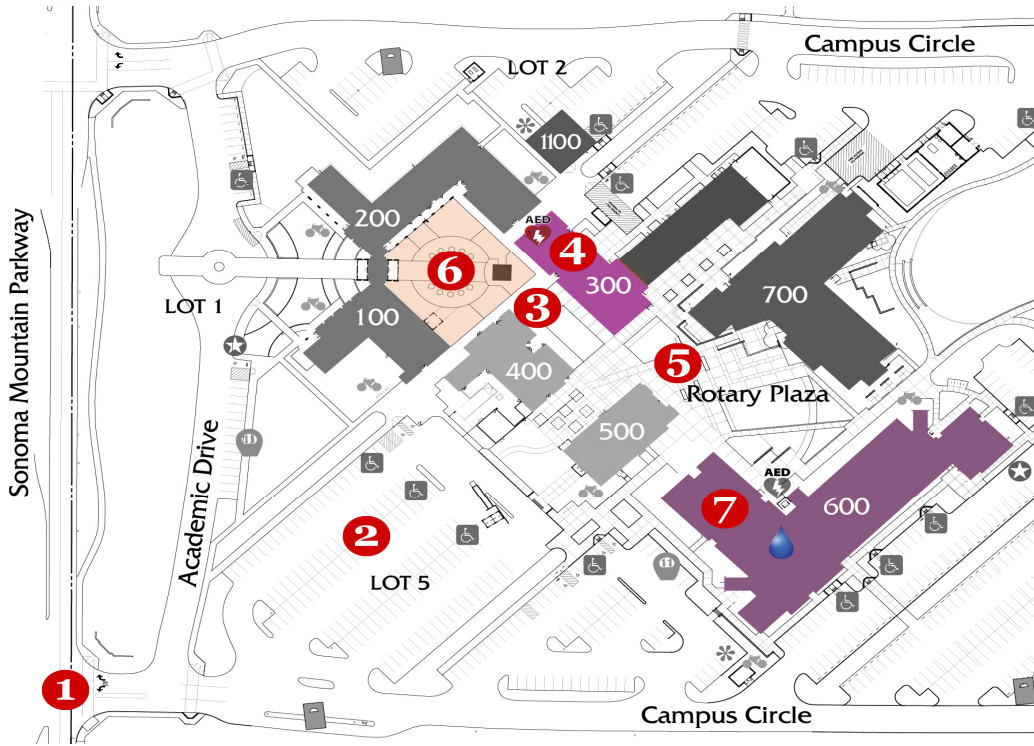 Campus Circle
LOT 2
1100
200
AED
4
6
300
3
700
LOT 1
100
400
5
Rotary Plaza
500
AED
7
600
2
LOT 5
Sonoma Mountain Parkway
Academic Drive
1
Campus Circle